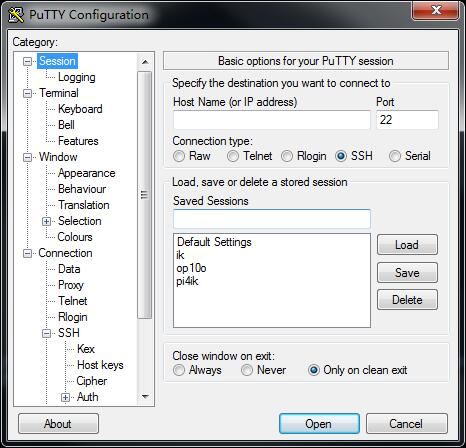 PuTTY Configuration
Category:
Session
Logging
Terminal
Keyboard
Bell
Features
Window
Appearance
Behaviour
Translation
Selection
Colours
Connection
Data
Proxy
Telnet
Rlogin
SSH
Kex
Host keys
Cipher
Auth
Basic options for your PuTTY session
Specify the destination you want to connect to
Host Name (or IP address) Port
22
Connection type:
Raw Telnet Rlogin SSH Serial
Load, save or delete a stored session
Saved Sessions
Default Settings
ik
op10o
pi4ik
Load
Save
Delete
Close window on exit:
Always Never Only on clean exit
About Open Cancel